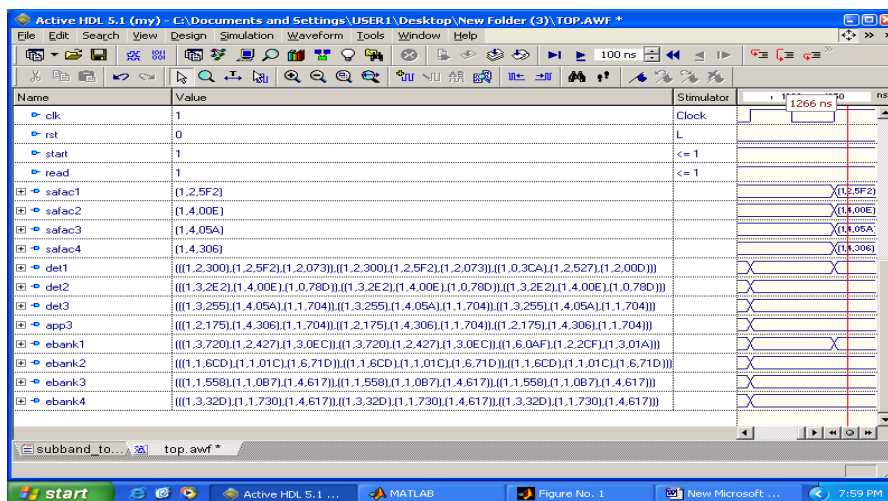 Active HDL 5.1 (my) - C:\Documents and Settings\USER1\Desktop\New Folder (3)\TOP.AWF *
File Edit Search View Design Simulation Waveform Tools Window Help
100 ns
Name Value Stimulator ns
1266 ns
clk 1 Clock
rst 0 L
start 1 <= 1
read 1 <= 1
safac1 (1,2,5F2) (1,2,5F2)
safac2 (1,4,00E) (1,4,00E)
safac3 (1,4,05A) (1,4,05A)
safac4 (1,4,306) (1,4,306)
det1 (((1,2,300),(1,2,5F2),(1,2,073)),((1,2,300),(1,2,5F2),(1,2,073)),((1,0,3CA),(1,2,527),(1,2,00D)))
det2 (((1,3,2E2),(1,4,00E),(1,0,78D)),((1,3,2E2),(1,4,00E),(1,0,78D)),((1,3,2E2),(1,4,00E),(1,0,78D)))
det3 (((1,3,255),(1,4,05A),(1,1,704)),((1,3,255),(1,4,05A),(1,1,704)),((1,3,255),(1,4,05A),(1,1,704)))
app3 (((1,2,175),(1,4,306),(1,1,704)),((1,2,175),(1,4,306),(1,1,704)),((1,2,175),(1,4,306),(1,1,704)))
ebank1 (((1,3,720),(1,2,427),(1,3,0EC)),((1,3,720),(1,2,427),(1,3,0EC)),((1,6,0AF),(1,2,2CF),(1,3,01A)))
ebank2 (((1,1,6CD),(1,1,01C),(1,6,71D)),((1,1,6CD),(1,1,01C),(1,6,71D)),((1,1,6CD),(1,1,01C),(1,6,71D)))
ebank3 (((1,1,558),(1,1,0B7),(1,4,617)),((1,1,558),(1,1,0B7),(1,4,617)),((1,1,558),(1,1,0B7),(1,4,617)))
ebank4 (((1,3,32D),(1,1,730),(1,4,617)),((1,3,32D),(1,1,730),(1,4,617)),((1,3,32D),(1,1,730),(1,4,617)))
subband_to... top.awf *
start Active HDL 5.1 ... MATLAB Figure No. 1 New Microsoft ... 7:59 PM